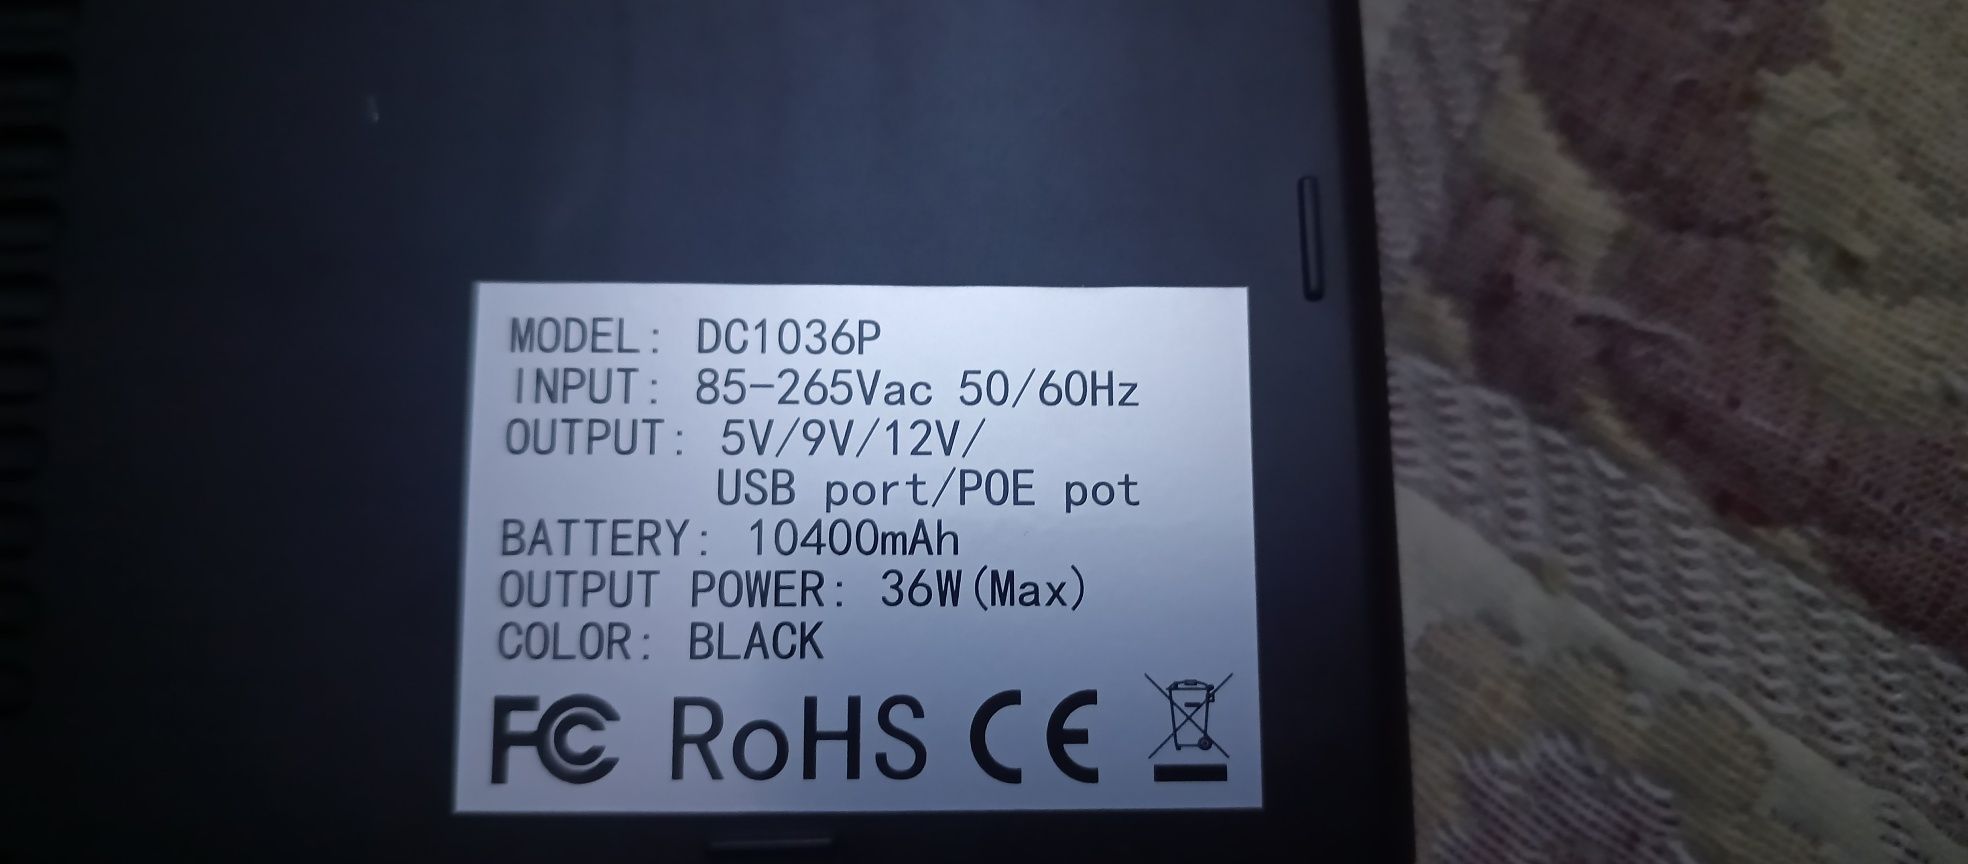 MODEL: DC1036P
INPUT: 85-265Vac 50/60Hz
OUTPUT: 5V/9V/12V/
USB port/POE pot
BATTERY: 10400mAh
OUTPUT POWER: 36W(Max)
COLOR: BLACK
FC RoHS CE